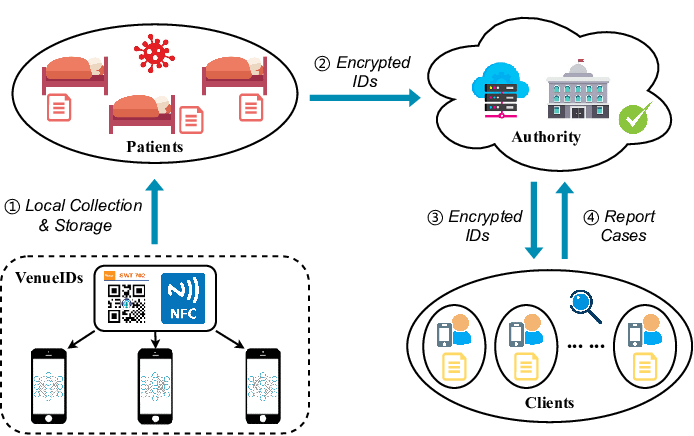 ② Encrypted
IDs
Authority
Patients
① Local Collection
& Storage
③ Encrypted
IDs
④ Report
Cases
VenueIDs
NFC
... ...
Clients